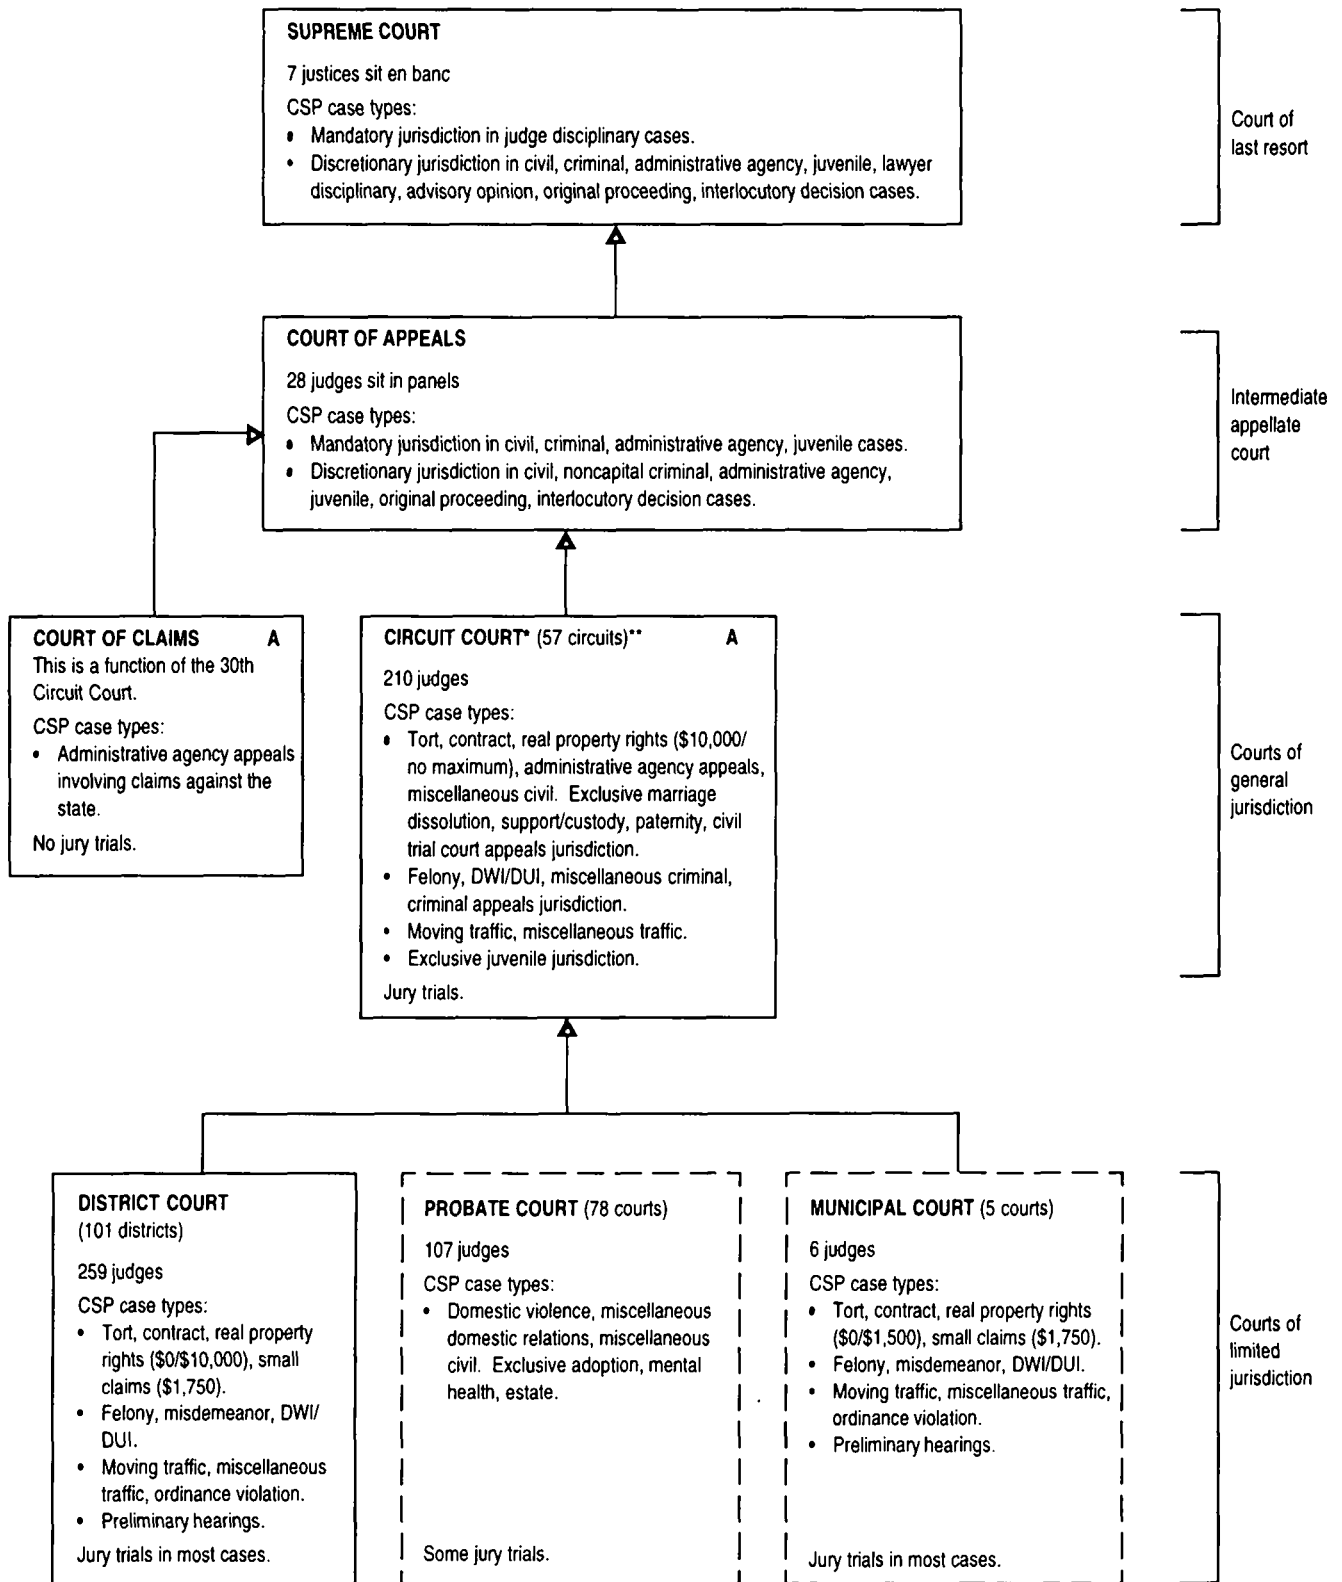 SUPREME COURT
7 justices sit en banc
CSP case types:
• Mandatory jurisdiction in judge disciplinary cases.
• Discretionary jurisdiction in civil, criminal, administrative agency, juvenile, lawyer
disciplinary, advisory opinion, original proceeding, interlocutory decision cases.
Court of
last resort
COURT OF APPEALS
28 judges sit in panels
CSP case types:
• Mandatory jurisdiction in civil, criminal, administrative agency, juvenile cases.
• Discretionary jurisdiction in civil, noncapital criminal, administrative agency,
juvenile, original proceeding, interlocutory decision cases.
Intermediate
appellate
court
COURT OF CLAIMS A
This is a function of the 30th
Circuit Court.
CSP case types:
• Administrative agency appeals
involving claims against the
state.
No jury trials.
CIRCUIT COURT* (57 circuits)** A
210 judges
CSP case types:
• Tort, contract, real property rights ($10,000/
no maximum), administrative agency appeals,
miscellaneous civil. Exclusive marriage
dissolution, support/custody, paternity, civil
trial court appeals jurisdiction.
• Felony, DWI/DUI, miscellaneous criminal,
criminal appeals jurisdiction.
• Moving traffic, miscellaneous traffic.
• Exclusive juvenile jurisdiction.
Jury trials.
Courts of
general
jurisdiction
DISTRICT COURT
(101 districts)
259 judges
CSP case types:
• Tort, contract, real property
rights ($0/$10,000), small
claims ($1,750).
• Felony, misdemeanor, DWI/
DUI.
• Moving traffic, miscellaneous
traffic, ordinance violation.
• Preliminary hearings.
Jury trials in most cases.
PROBATE COURT (78 courts)
107 judges
CSP case types:
• Domestic violence, miscellaneous
domestic relations, miscellaneous
civil. Exclusive adoption, mental
health, estate.
Some jury trials.
MUNICIPAL COURT (5 courts)
6 judges
CSP case types:
• Tort, contract, real property rights
($0/$1,500), small claims ($1,750).
• Felony, misdemeanor, DWI/DUI.
• Moving traffic, miscellaneous traffic,
ordinance violation.
• Preliminary hearings.
Jury trials in most cases.
Courts of
limited
jurisdiction